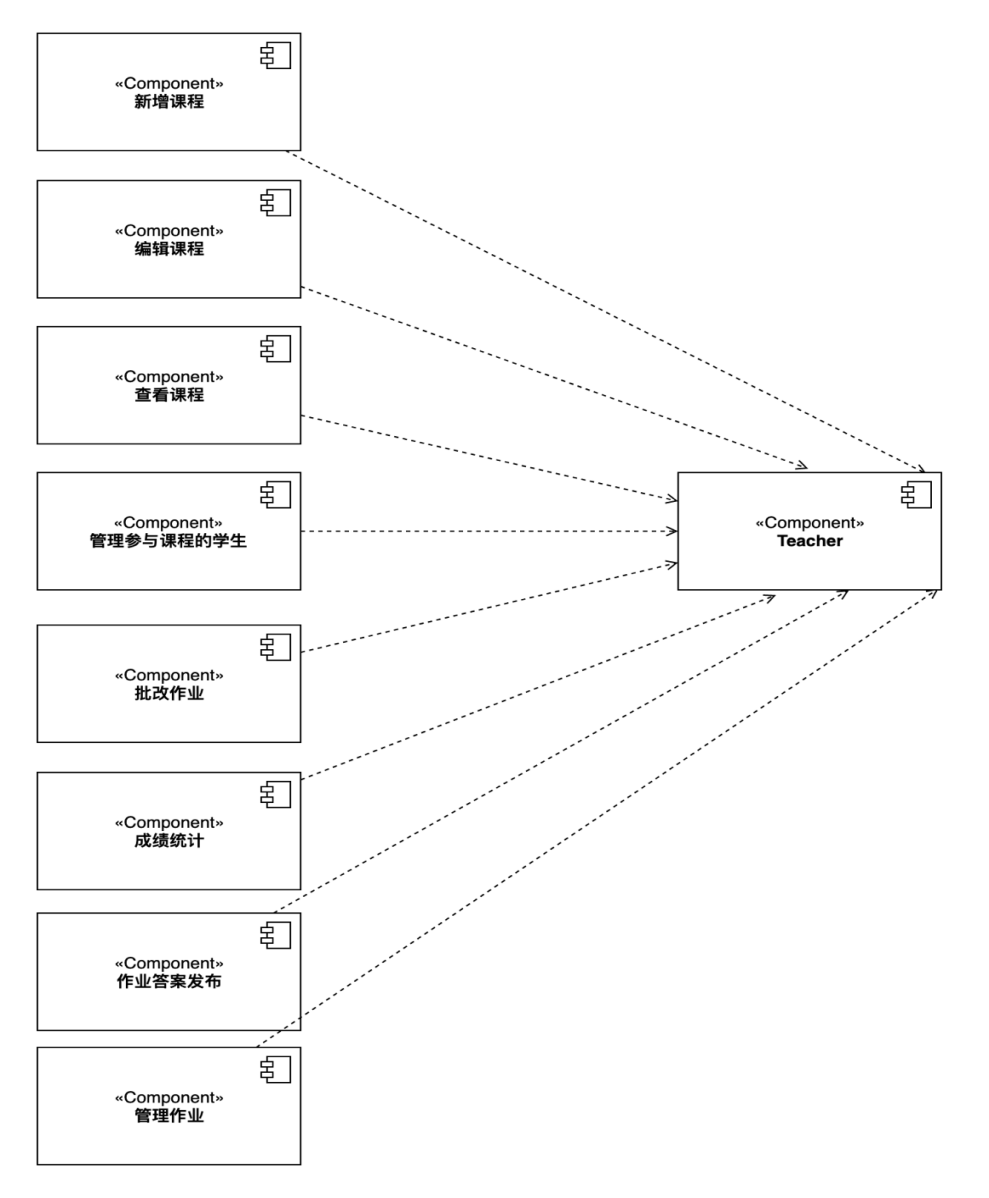 «Component»
新增课程
«Component»
编辑课程
«Component»
查看课程
«Component»
管理参与课程的学生
«Component»
Teacher
«Component»
批改作业
«Component»
成绩统计
«Component»
作业答案发布
«Component»
管理作业